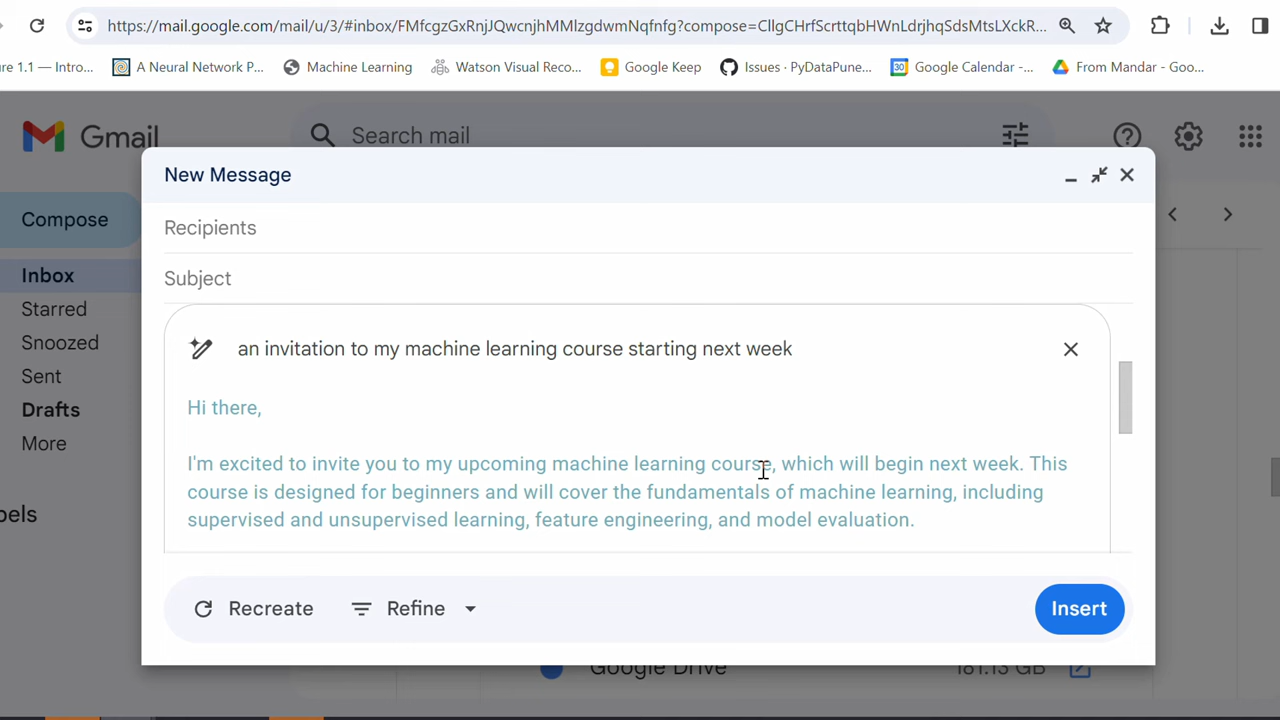 https://mail.google.com/mail/u/3/#inbox/FMfcgzGxRnjJQwcnjhMMlzgdwmNqfnfg?compose=CllgCHrfScrttqbHWnLdrjhqSdsMtsLXckR...
re 1.1 — Intro... A Neural Network P... Machine Learning Watson Visual Reco... Google Keep Issues · PyDataPune... Google Calendar -... From Mandar - Goo...
Gmail Search mail
New Message
Compose
Recipients
Inbox
Subject
Starred
Snoozed
an invitation to my machine learning course starting next week
Sent
Drafts
Hi there,
More
I'm excited to invite you to my upcoming machine learning course, which will begin next week. This
course is designed for beginners and will cover the fundamentals of machine learning, including
supervised and unsupervised learning, feature engineering, and model evaluation.
bels
Recreate Refine Insert
Google Drive 181.13 GB